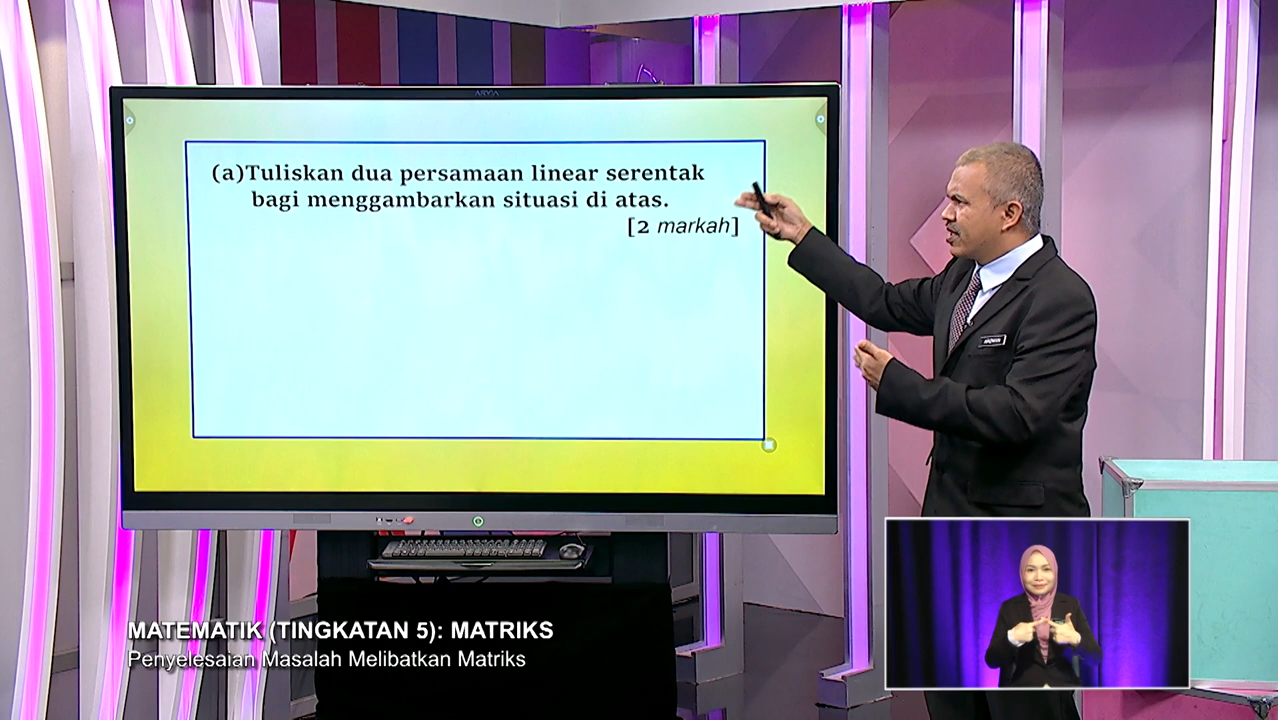 (a)Tuliskan dua persamaan linear serentak
bagi menggambarkan situasi di atas.
[2 markah]
MATEMATIK (TINGKATAN 5): MATRIKS
Penyelesaian Masalah Melibatkan Matriks